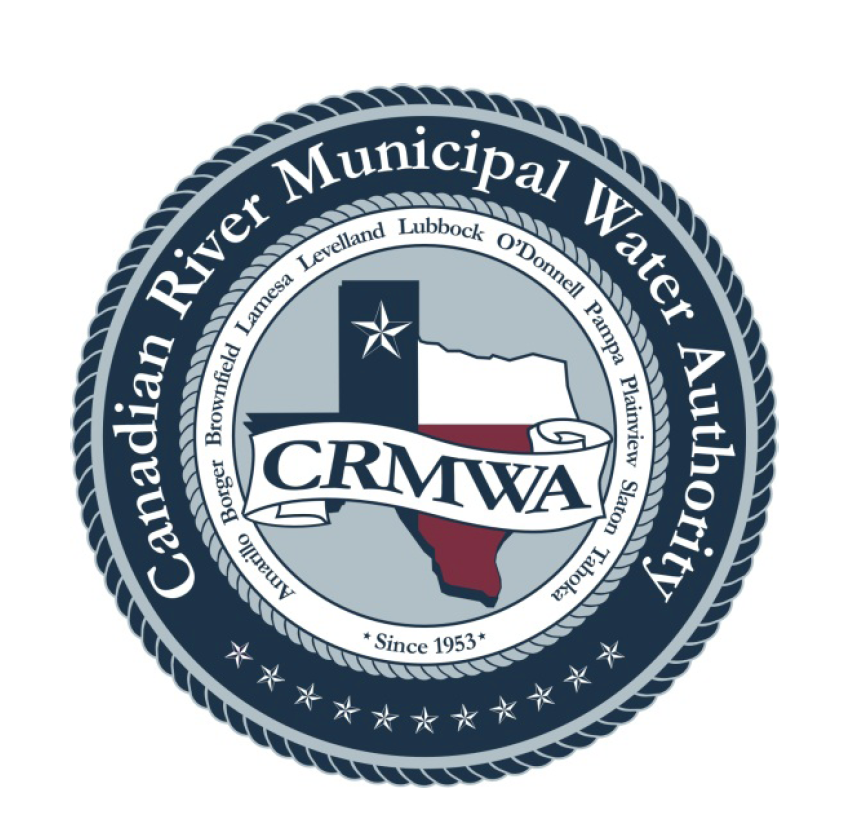 Canadian River Municipal Water Authority
Amarillo Borger Brownfield Lamesa Levelland Lubbock O'Donnell Pampa Plainview Slaton Tahoka
CRMWA
Since 1953